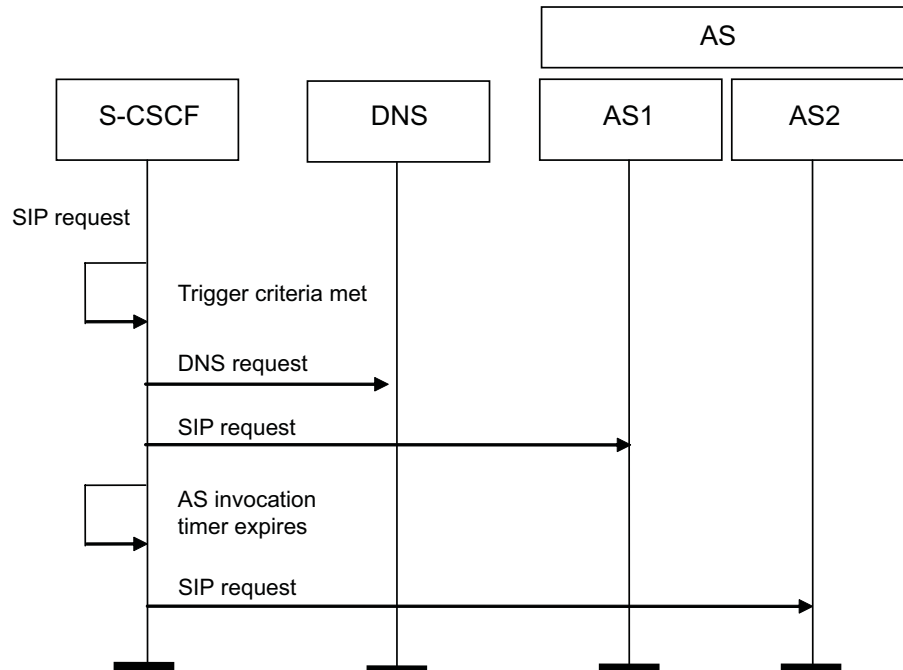 AS
S-CSCF
DNS
AS1
AS2
SIP request
Trigger criteria met
DNS request
SIP request
AS invocation
timer expires
SIP request